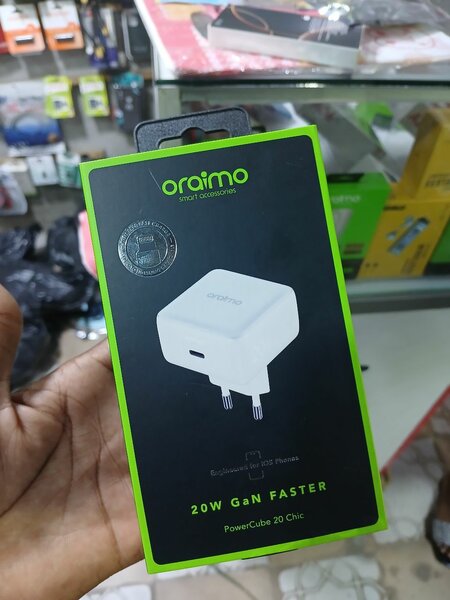 oraimo
smart accessories
oraimo
Engineered for iOS Phones
20W GaN FASTER
PowerCube 20 Chic